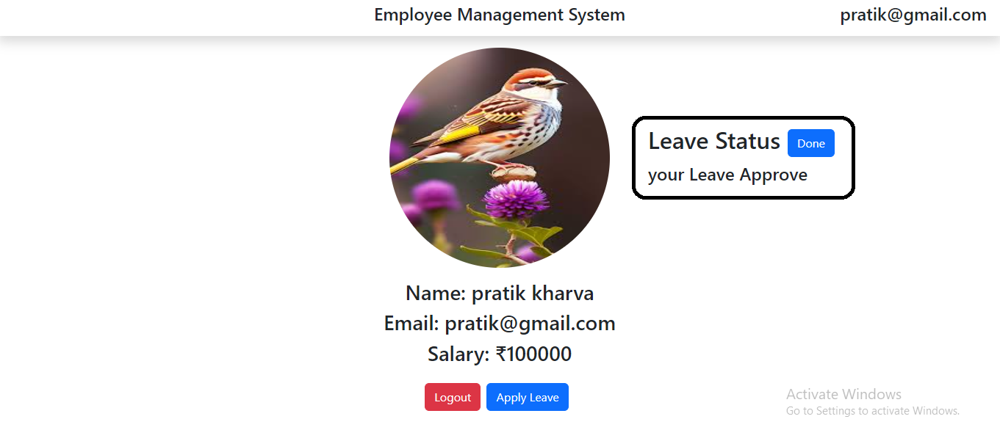 Employee Management System
pratik@gmail.com
Leave Status Done
your Leave Approve
Name: pratik kharva
Email: pratik@gmail.com
Salary: ₹100000
Logout Apply Leave
Activate Windows
Go to Settings to activate Windows.